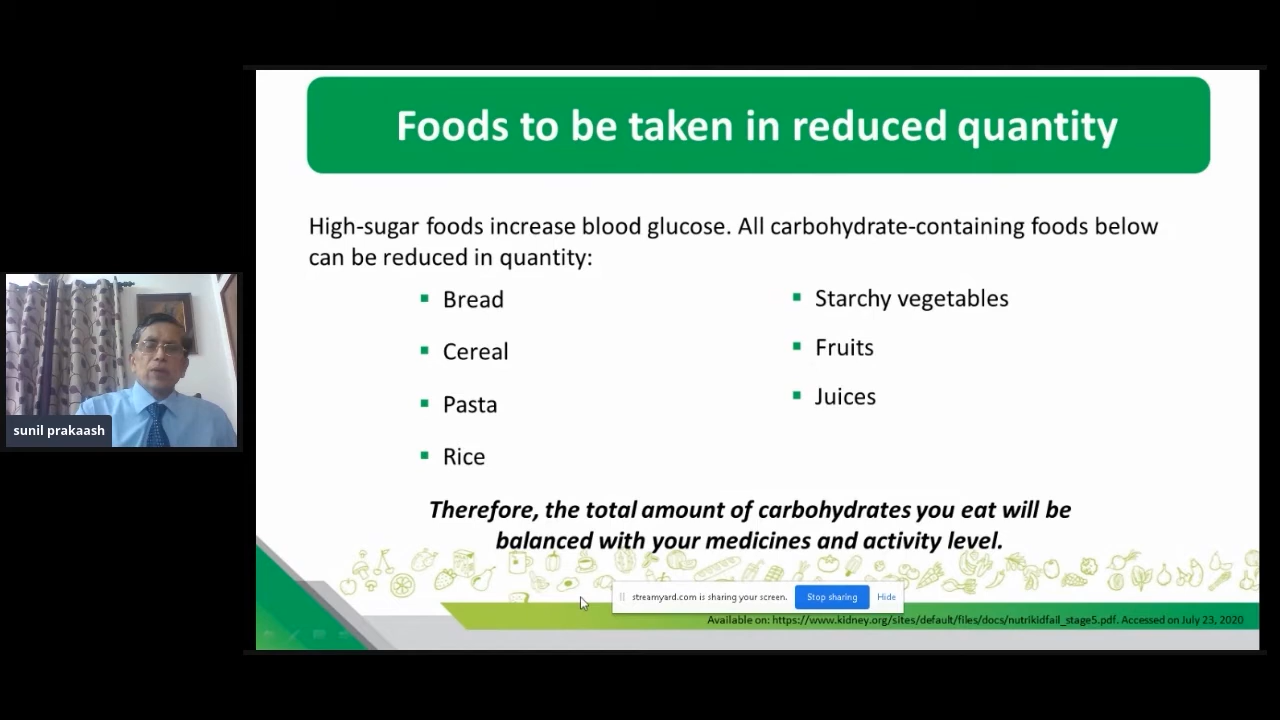 Foods to be taken in reduced quantity
High-sugar foods increase blood glucose. All carbohydrate-containing foods below
can be reduced in quantity:
Bread
Cereal
Pasta
Rice
Starchy vegetables
Fruits
Juices
Therefore, the total amount of carbohydrates you eat will be
balanced with your medicines and activity level.
sunil prakaash
streamyard.com is sharing your screen. Stop sharing Hide
Available on: https://www.kidney.org/sites/default/files/docs/nutrikidfail_stage5.pdf. Accessed on July 23, 2020